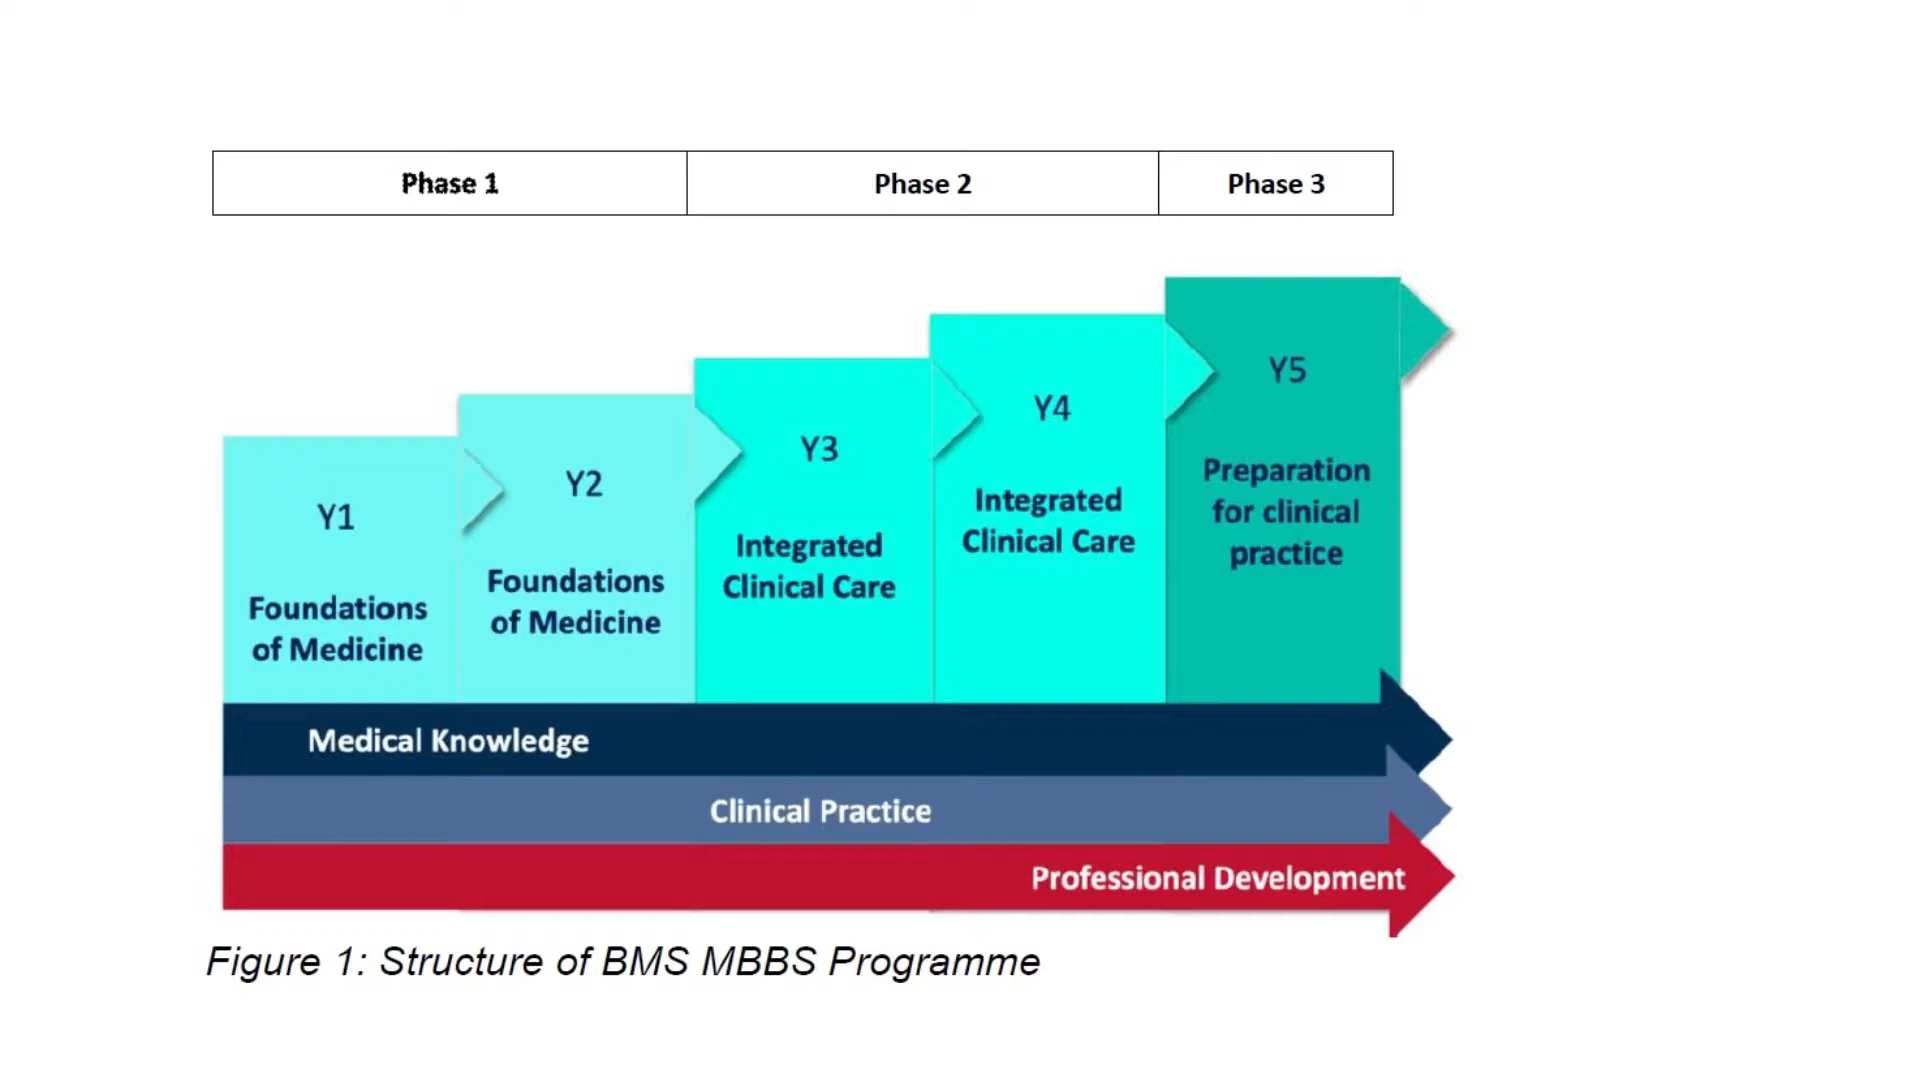 Phase 1
Phase 2
Phase 3
Y1
Foundations
of Medicine
Y2
Foundations
of Medicine
Y3
Integrated
Clinical Care
Y4
Integrated
Clinical Care
Y5
Preparation
for clinical
practice
Medical Knowledge
Clinical Practice
Professional Development
Figure 1: Structure of BMS MBBS Programme